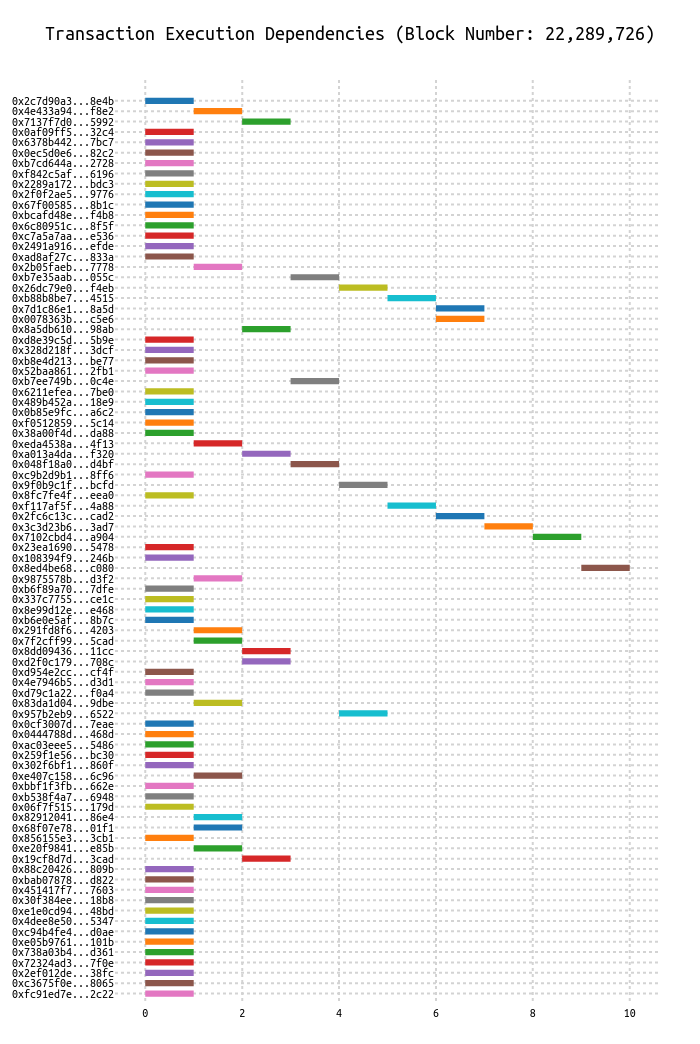 Transaction Execution Dependencies (Block Number: 22,289,726)
0x2c7d90a3...8e4b
0x4e433a94...f8e2
0x7137f7d0...5992
0x0af09ff5...32c4
0x6378b442...7bc7
0x0ec5d0e6...82c2
0xb7cd644a...2728
0xf842c5af...6196
0x2289a172...bdc3
0x2f0f2ae5...9776
0x67f00585...8b1c
0xbcafd48e...f4b8
0x6c80951c...8f5f
0xc7a5a7aa...e536
0x2491a916...efde
0xad8af27c...833a
0x2b05faeb...7778
0xb7e35aab...055c
0x26dc79e0...f4eb
0xb88b8be7...4515
0x7d1c86e1...8a5d
0x0078363b...c5e6
0x8a5db610...98ab
0xd8e39c5d...5b9e
0x328d218f...3dcf
0xb8e4d213...be77
0x52baa861...2fb1
0xb7ee749b...0c4e
0x6211efea...7be0
0x489b452a...18e9
0x0b85e9fc...a6c2
0xf0512859...5c14
0x38a00f4d...da88
0xeda4538a...4f13
0xa013a4da...f320
0x048f18a0...d4bf
0xc9b2d9b1...8ff6
0x9f0b9c1f...bcfd
0x8fc7fe4f...eea0
0xf117af5f...4a88
0x2fc6c13c...cad2
0x3c3d23b6...3ad7
0x7102cbd4...a904
0x23ea1690...5478
0x108394f9...246b
0x8ed4be68...c080
0x9875578b...d3f2
0xb6f89a70...7dfe
0x337c7755...ce1c
0x8e99d12e...e468
0xb6e0e5af...8b7c
0x291fd8f6...4203
0x7f2cff99...5cad
0x8dd09436...11cc
0xd2f0c179...708c
0xd954e2cc...cf4f
0x4e7946b5...d3d1
0xd79c1a22...f0a4
0x83da1d04...9dbe
0x957b2eb9...6522
0x0cf3007d...7eae
0x0444788d...468d
0xac03eee5...5486
0x259f1e56...bc30
0x302f6bf1...860f
0xe407c158...6c96
0xbbf1f3fb...662e
0xb538f4a7...6948
0x06f7f515...179d
0x82912041...86e4
0x68f07e78...01f1
0x856155e3...3cb1
0xe20f9841...e85b
0x19cf8d7d...3cad
0x88c20426...809b
0xbab07878...d822
0x451417f7...7603
0x30f384ee...18b8
0xe1e0cd94...48bd
0x4dee8e50...5347
0xc94b4fe4...d0ae
0xe05b9761...101b
0x738a03b4...d361
0x72324ad3...7f0e
0x2ef012de...38fc
0xc3675f0e...8065
0xfc91ed7e...2c22
0 2 4 6 8 10